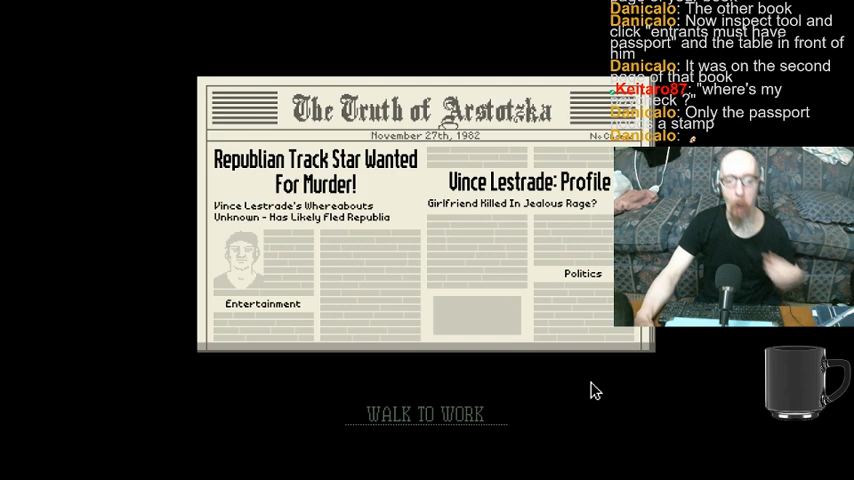 The Truth of Arstotzka
November 27th, 1982
Republian Track Star Wanted
For Murder!
Vince Lestrade's Whereabouts
Unknown - Has Likely Fled Republia
Entertainment
Vince Lestrade: Profile
Girlfriend Killed In Jealous Rage?
Politics
WALK TO WORK
Danicalo: The other book
Danicalo: Now inspect tool and
click "entrants must have
passport" and the table in front of
him
Danicalo: It was on the second
page of that book
Keitaro87: "where's my
?"
Danicalo: Only the passport
a stamp
Danicalo: